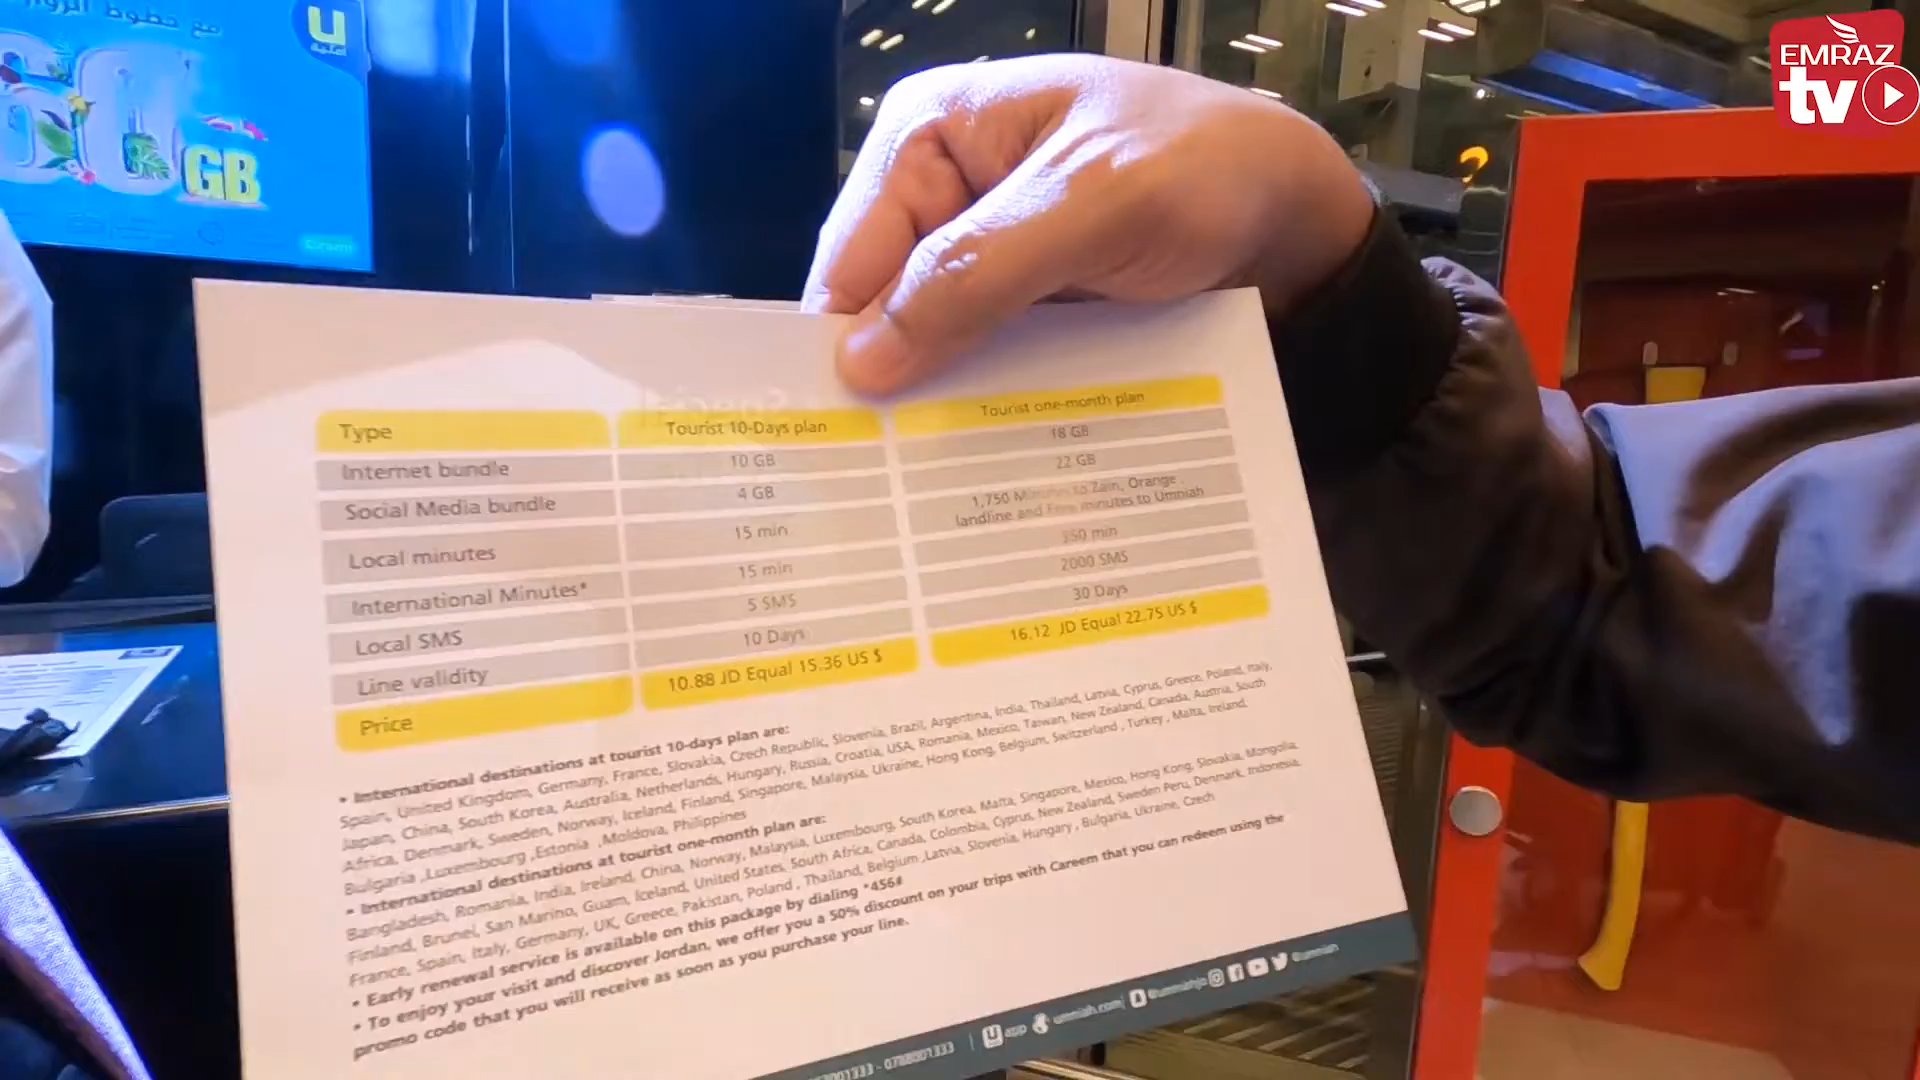 مع خطوط الزوار
U
أمنية
60 GB
EMRAZ
tv
Type
Tourist 10-Days plan
Tourist one-month plan
Internet bundle
10 GB
18 GB
Social Media bundle
4 GB
22 GB
Local minutes
15 min
1,750 Minutes to Zain, Orange,
landline and Free minutes to Umniah
International Minutes*
15 min
350 min
Local SMS
5 SMS
2000 SMS
Line validity
10 Days
30 Days
Price
10.88 JD Equal 15.36 US $
16.12 JD Equal 22.75 US $
• International destinations at tourist 10-days plan are:
Spain, United Kingdom, Germany, France, Slovakia, Czech Republic, Slovenia, Brazil, Argentina, India, Thailand, Latvia, Cyprus, Greece, Poland, Italy,
Japan, China, South Korea, Australia, Netherlands, Hungary, Russia, Croatia, USA, Romania, Mexico, Taiwan, New Zealand, Canada, Austria, South
Africa, Denmark, Sweden, Norway, Iceland, Finland, Singapore, Malaysia, Ukraine, Hong Kong, Belgium, Switzerland , Turkey , Malta, Ireland,
Bulgaria ,Luxembourg ,Estonia ,Moldova, Philippines
• International destinations at tourist one-month plan are:
Bangladesh, Romania, India, Ireland, China, Norway, Malaysia, Luxembourg, South Korea, Malta, Singapore, Mexico, Hong Kong, Slovakia, Mongolia,
Finland, Brunei, San Marino, Guam, Iceland, United States, South Africa, Canada, Colombia, Cyprus, New Zealand, Sweden Peru, Denmark, Indonesia,
France, Spain, Italy, Germany, UK, Greece, Pakistan, Poland , Thailand, Belgium ,Latvia, Slovenia, Hungary , Bulgaria, Ukraine, Czech
• Early renewal service is available on this package by dialing *456#
• To enjoy your visit and discover Jordan, we offer you a 50% discount on your trips with Careem that you can redeem using the
promo code that you will receive as soon as you purchase your line.
001333 - 0788001333 | U app umniah.com| @umniahjo @umniah